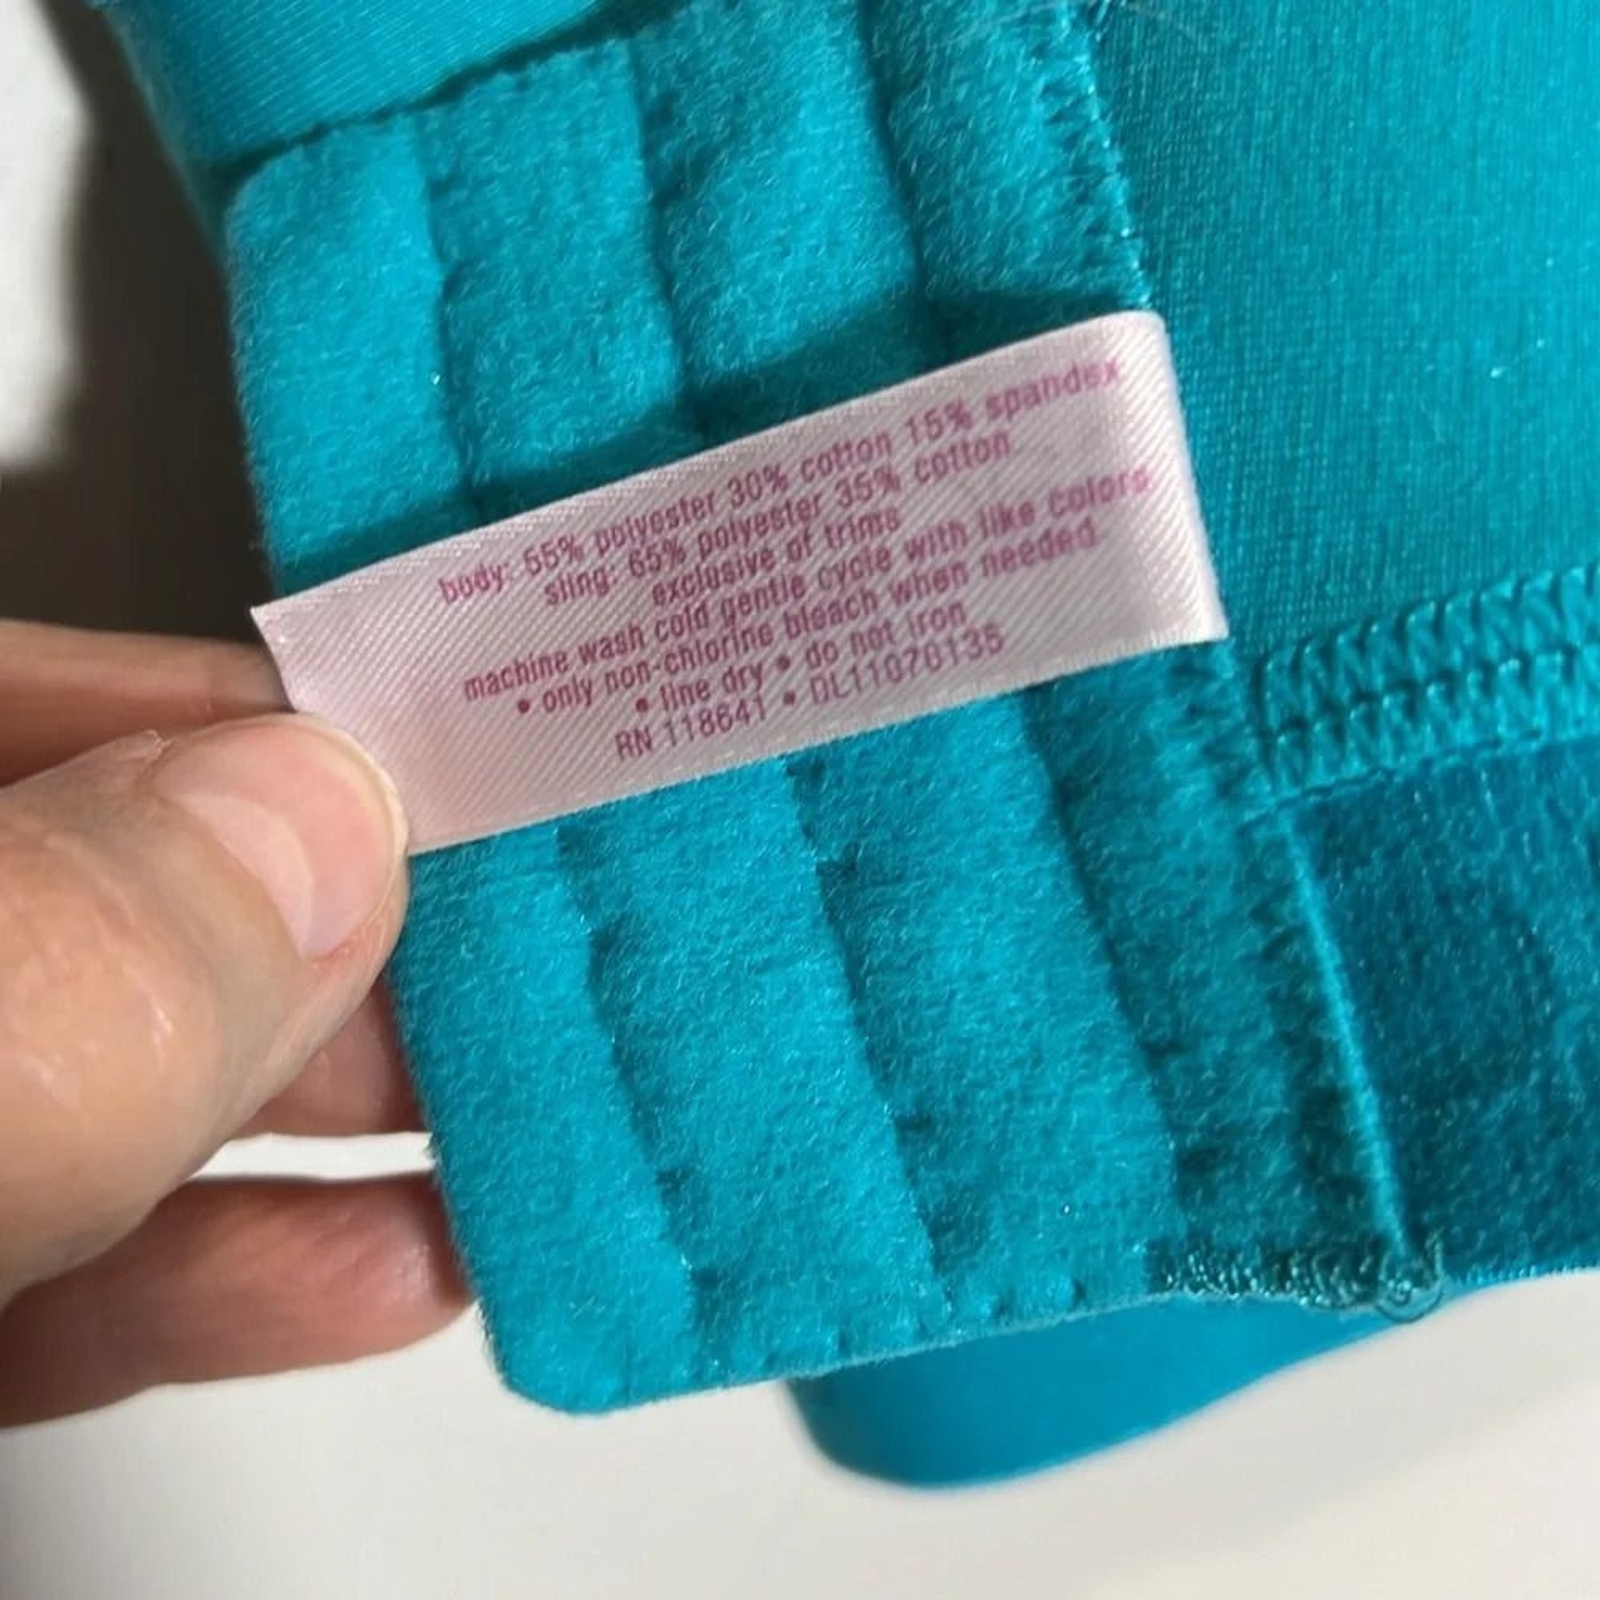 body: 55% polyester 30% cotton 15% spandex
sling: 65% polyester 35% cotton
exclusive of trims
machine wash cold gentle cycle with like colors
• only non-chlorine bleach when needed
• line dry • do not iron
RN 118641 • DL11070135